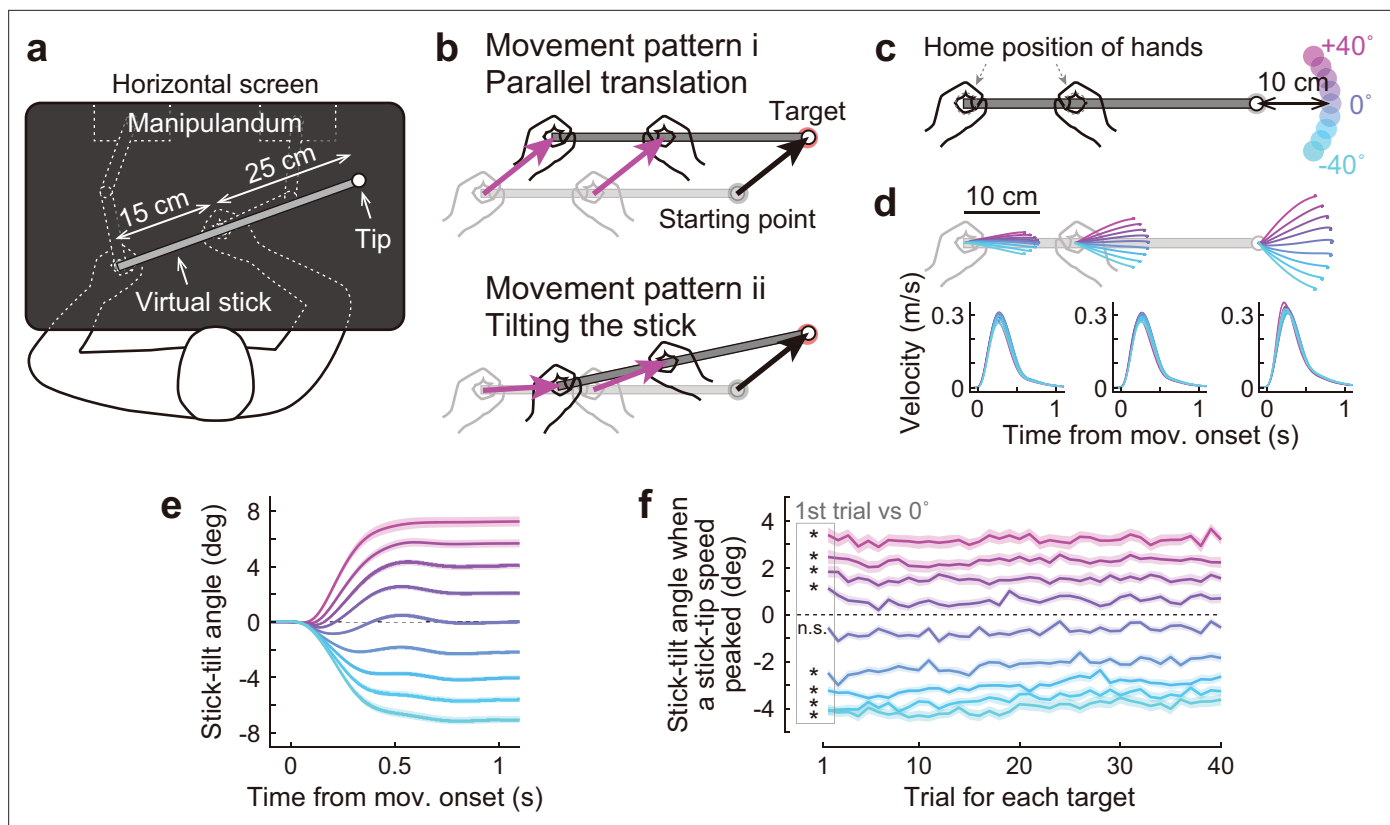 a
Horizontal screen
Manipulandum
25 cm
15 cm
Tip
Virtual stick
b
Movement pattern i
Parallel translation
Target
Starting point
Movement pattern ii
Tilting the stick
c
Home position of hands
+40°
10 cm
0°
-40°
d
10 cm
Velocity (m/s)
0.3
0
0.3
0
0.3
0
0 1
0 1
0 1
Time from mov. onset (s)
e
Stick-tilt angle (deg)
8
4
0
-4
-8
0 0.5 1
Time from mov. onset (s)
f
Stick-tilt angle when
a stick-tip speed
peaked (deg)
1st trial vs 0°
4
2
0
-2
-4
*
*
*
*
n.s.
*
*
*
*
1 10 20 30 40
Trial for each target